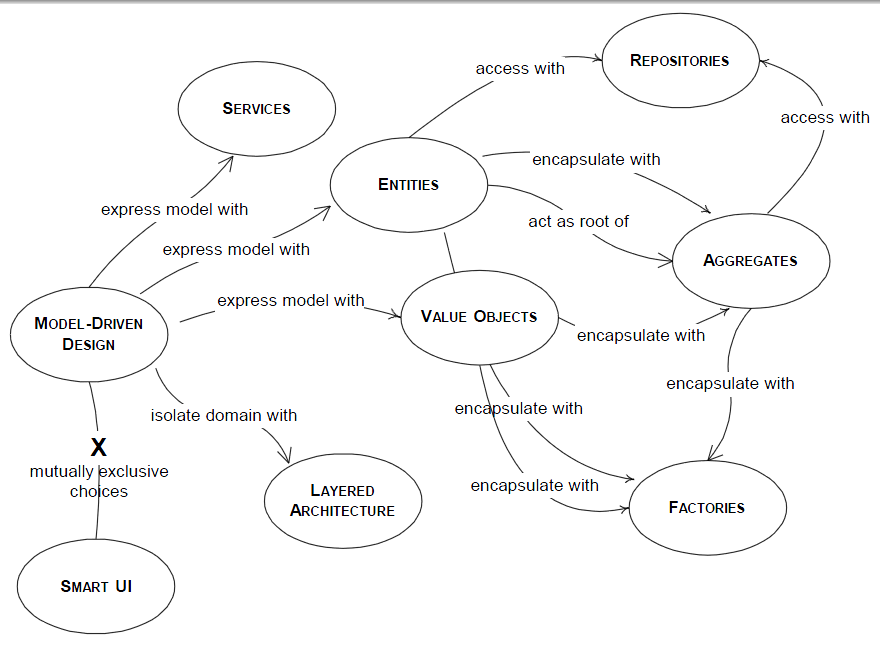 REPOSITORIES
access with
SERVICES
access with
encapsulate with
ENTITIES
express model with
act as root of
express model with
AGGREGATES
express model with
VALUE OBJECTS
MODEL-DRIVEN
DESIGN
encapsulate with
encapsulate with
encapsulate with
isolate domain with
X
mutually exclusive
choices
encapsulate with
LAYERED
ARCHITECTURE
FACTORIES
SMART UI